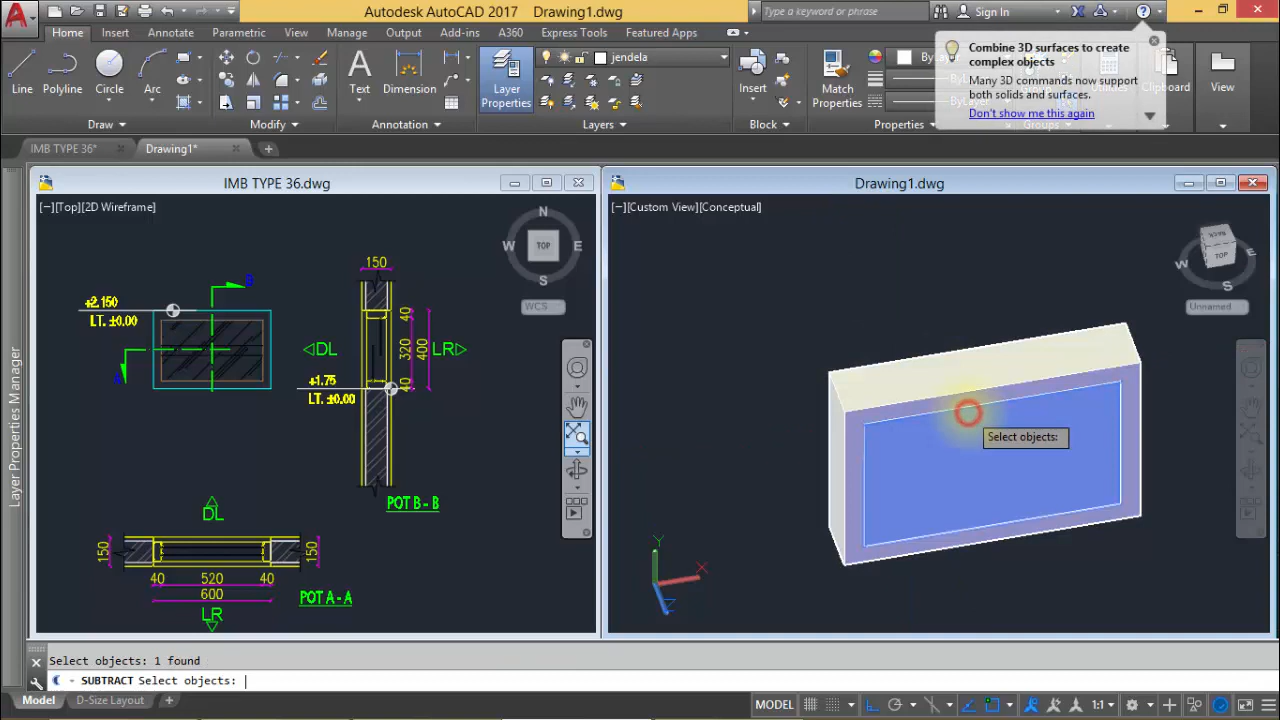 Autodesk AutoCAD 2017 Drawing1.dwg
Type a keyword or phrase
Sign In
Home Insert Annotate Parametric View Manage Output Add-ins A360 Express Tools Featured Apps
Line Polyline Circle Arc
Text Dimension
Layer
Properties
jendela
Insert
Match
Properties
ByLayer
View
Draw Modify Annotation Layers Block Properties Groups
Utilities Clipboard
Combine 3D surfaces to create
complex objects
Many 3D commands now support
both solids and surfaces.
Don't show me this again
IMB TYPE 36* Drawing1*
Layer Properties Manager
IMB TYPE 36.dwg
[−][Top][2D Wireframe]
N
W TOP E
S
WCS
+2.150
LT. ±0.00
150
DL
40
320
400
40
LR
+1.75
LT. ±0.00
POT B - B
DL
150
150
40 520 40
600
POT A - A
LR
Drawing1.dwg
[−][Custom View][Conceptual]
BACK
TOP
W E
S
Unnamed
Select objects:
Y
X
Z
Select objects: 1 found
SUBTRACT Select objects:
Model D-Size Layout
MODEL
1:1